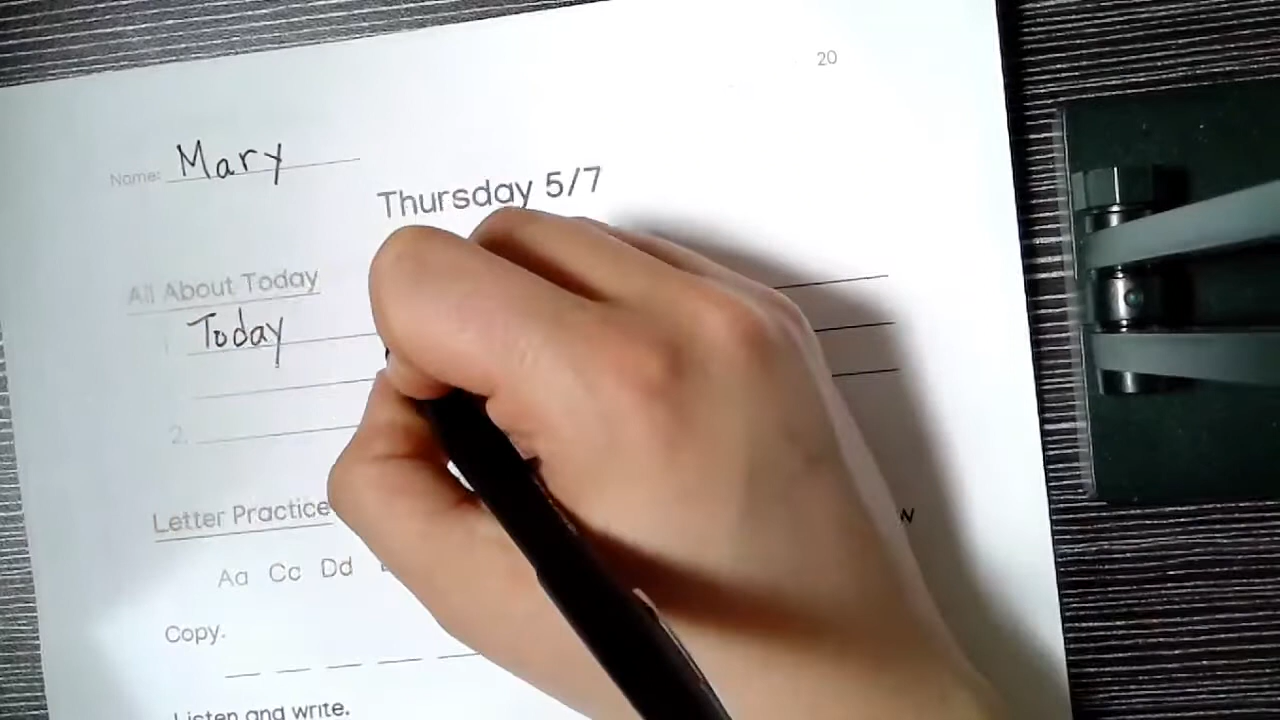 20
Name: Mary
Thursday 5/7
All About Today
Today
2.
Letter Practice
Aa Cc Dd
Copy.
Listen and write.